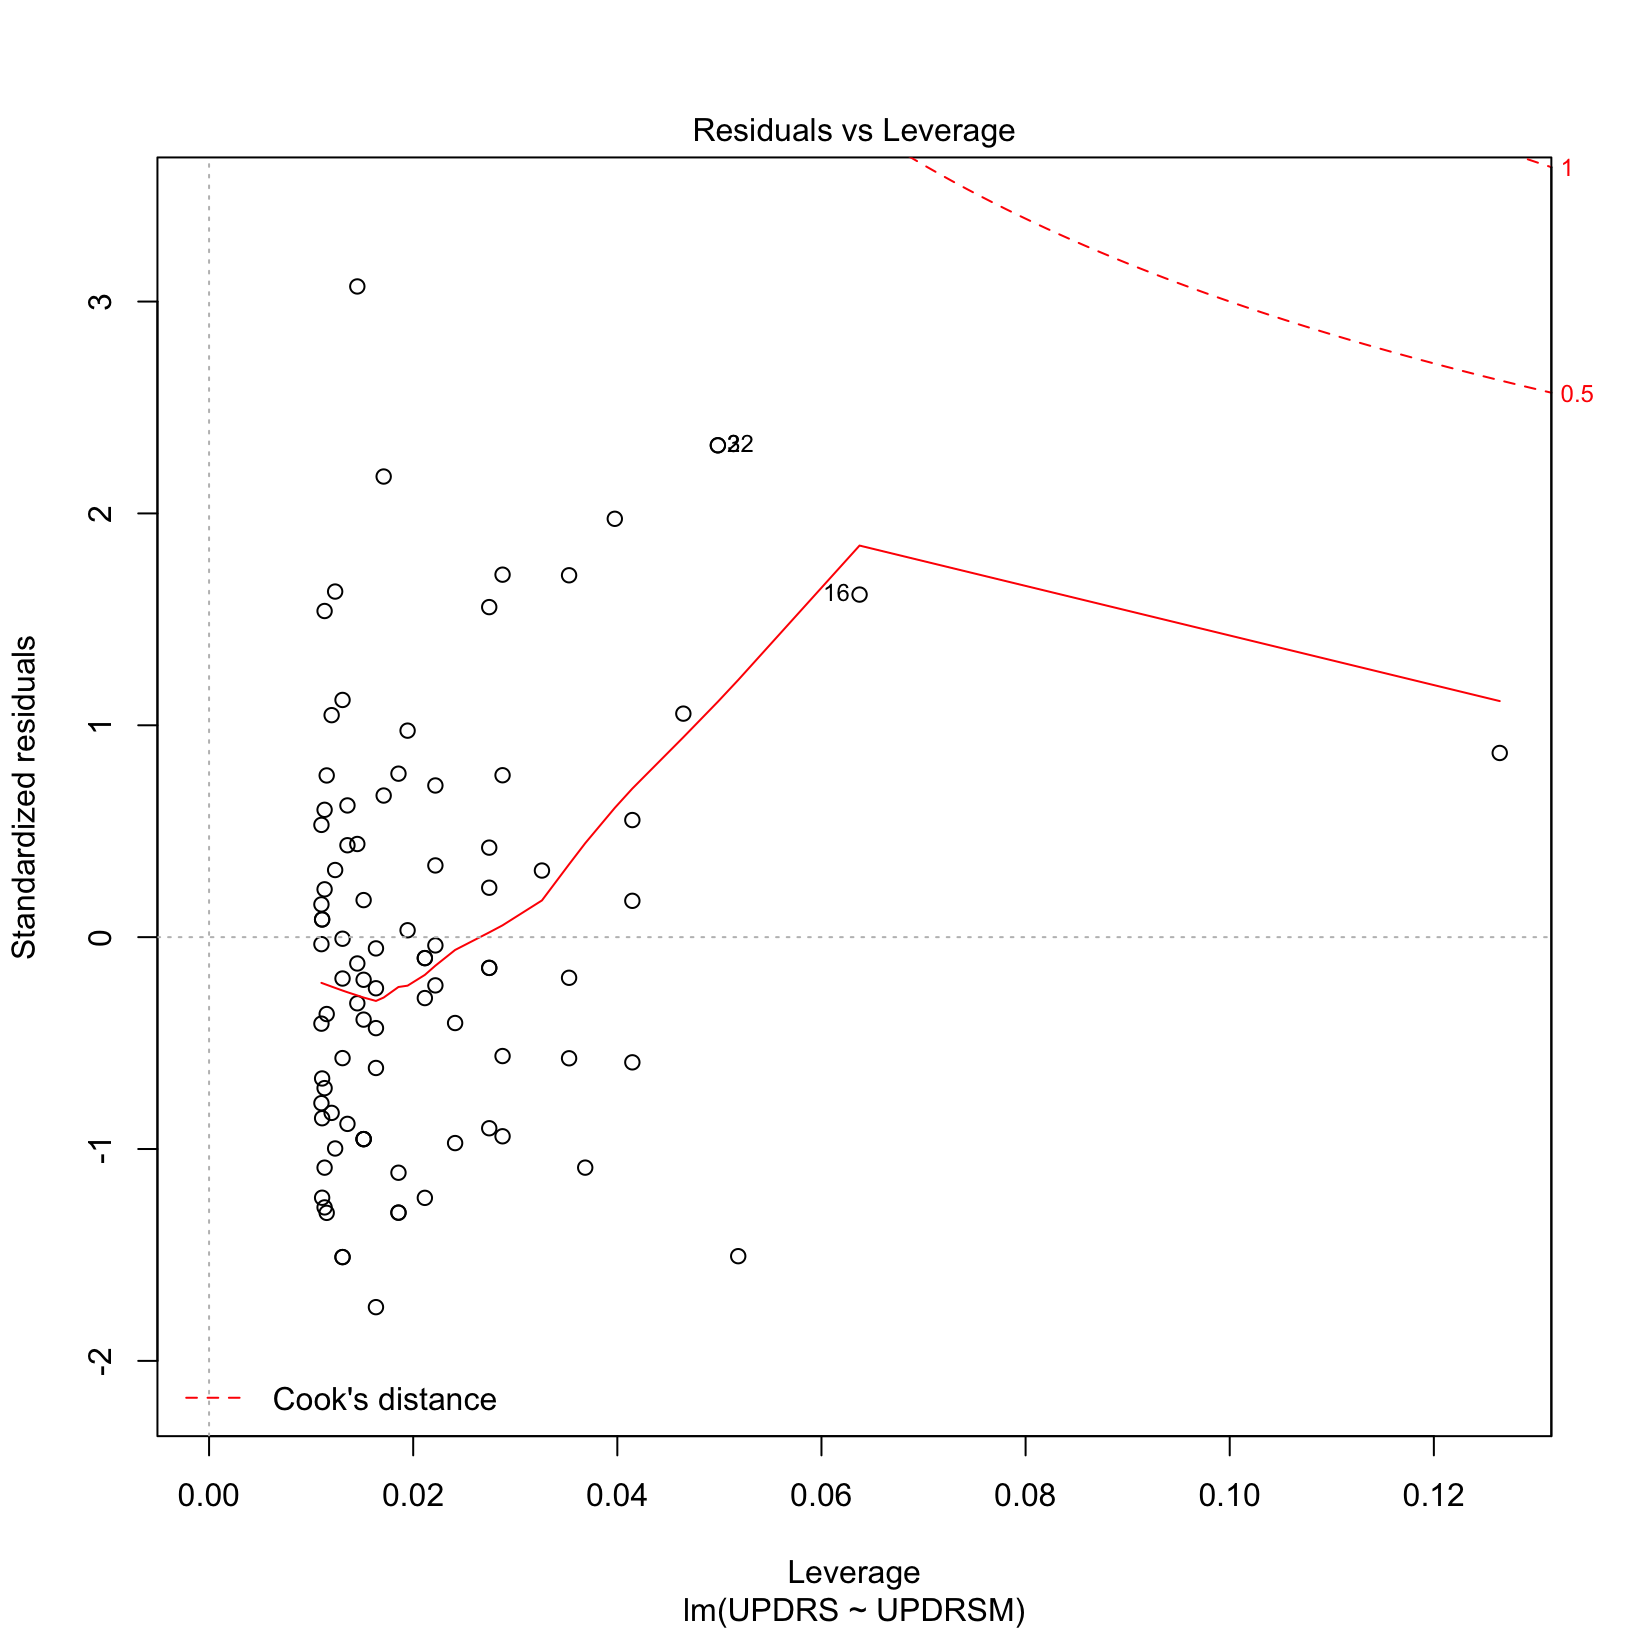 Residuals vs Leverage
1
0.5
3
2
1
0
-1
-2
Standardized residuals
16
Cook's distance
0.00 0.02 0.04 0.06 0.08 0.10 0.12
Leverage
lm(UPDRS ~ UPDRSM)